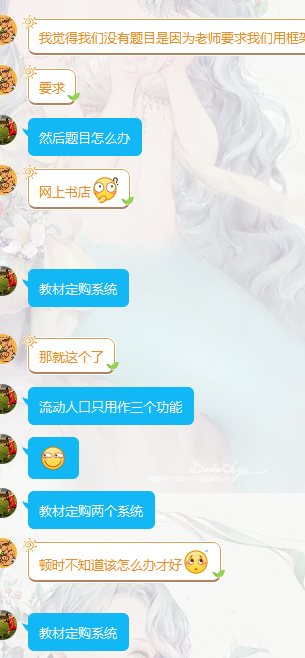 我觉得我们没有题目是因为老师要求我们用框架
要求
然后题目怎么办
网上书店
教材定购系统
那就这个了
流动人口只用作三个功能
教材定购两个系统
顿时不知道该怎么办才好
教材定购系统